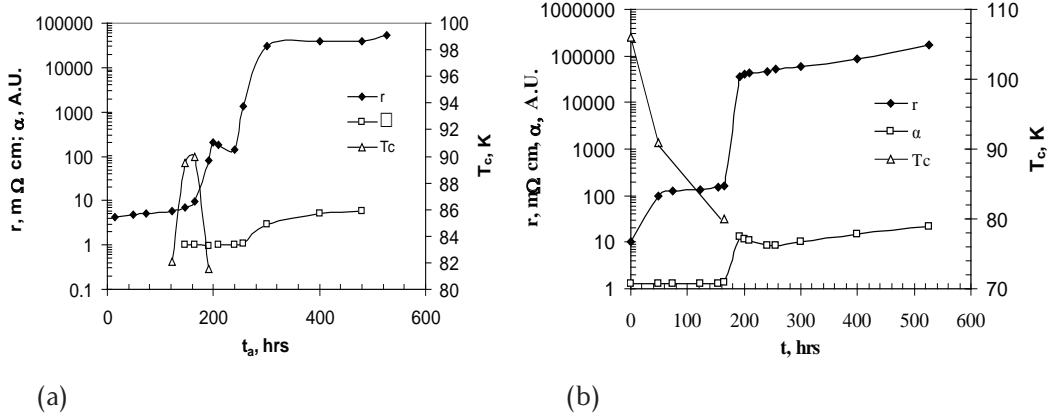 (a)
r, m Ω cm; α, A.U.
100000
10000
1000
100
10
1
0.1
0 200 400 600
tₐ, hrs
100
98
96
94
92
90
88
86
84
82
80
T꜀, K
r
□
Tc
(b)
r, mΩ cm, α, A.U.
1000000
100000
10000
1000
100
10
1
0 100 200 300 400 500 600
t, hrs
110
100
90
80
70
T꜀, K
r
α
Tc
(a) (b)